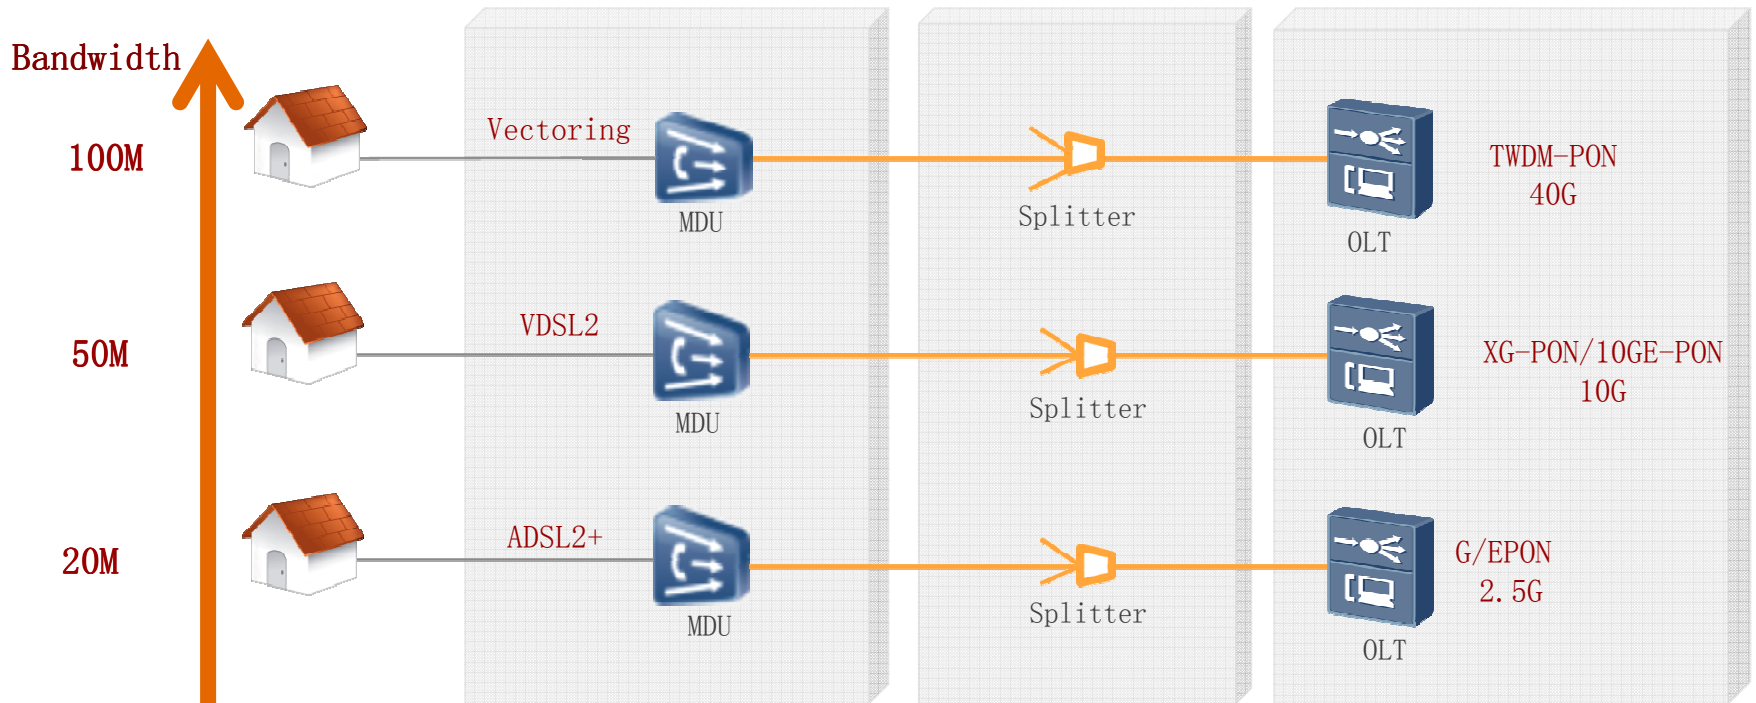 Bandwidth
100M
Vectoring
MDU
Splitter
OLT
TWDM-PON
40G
50M
VDSL2
MDU
Splitter
OLT
XG-PON/10GE-PON
10G
20M
ADSL2+
MDU
Splitter
OLT
G/EPON
2.5G